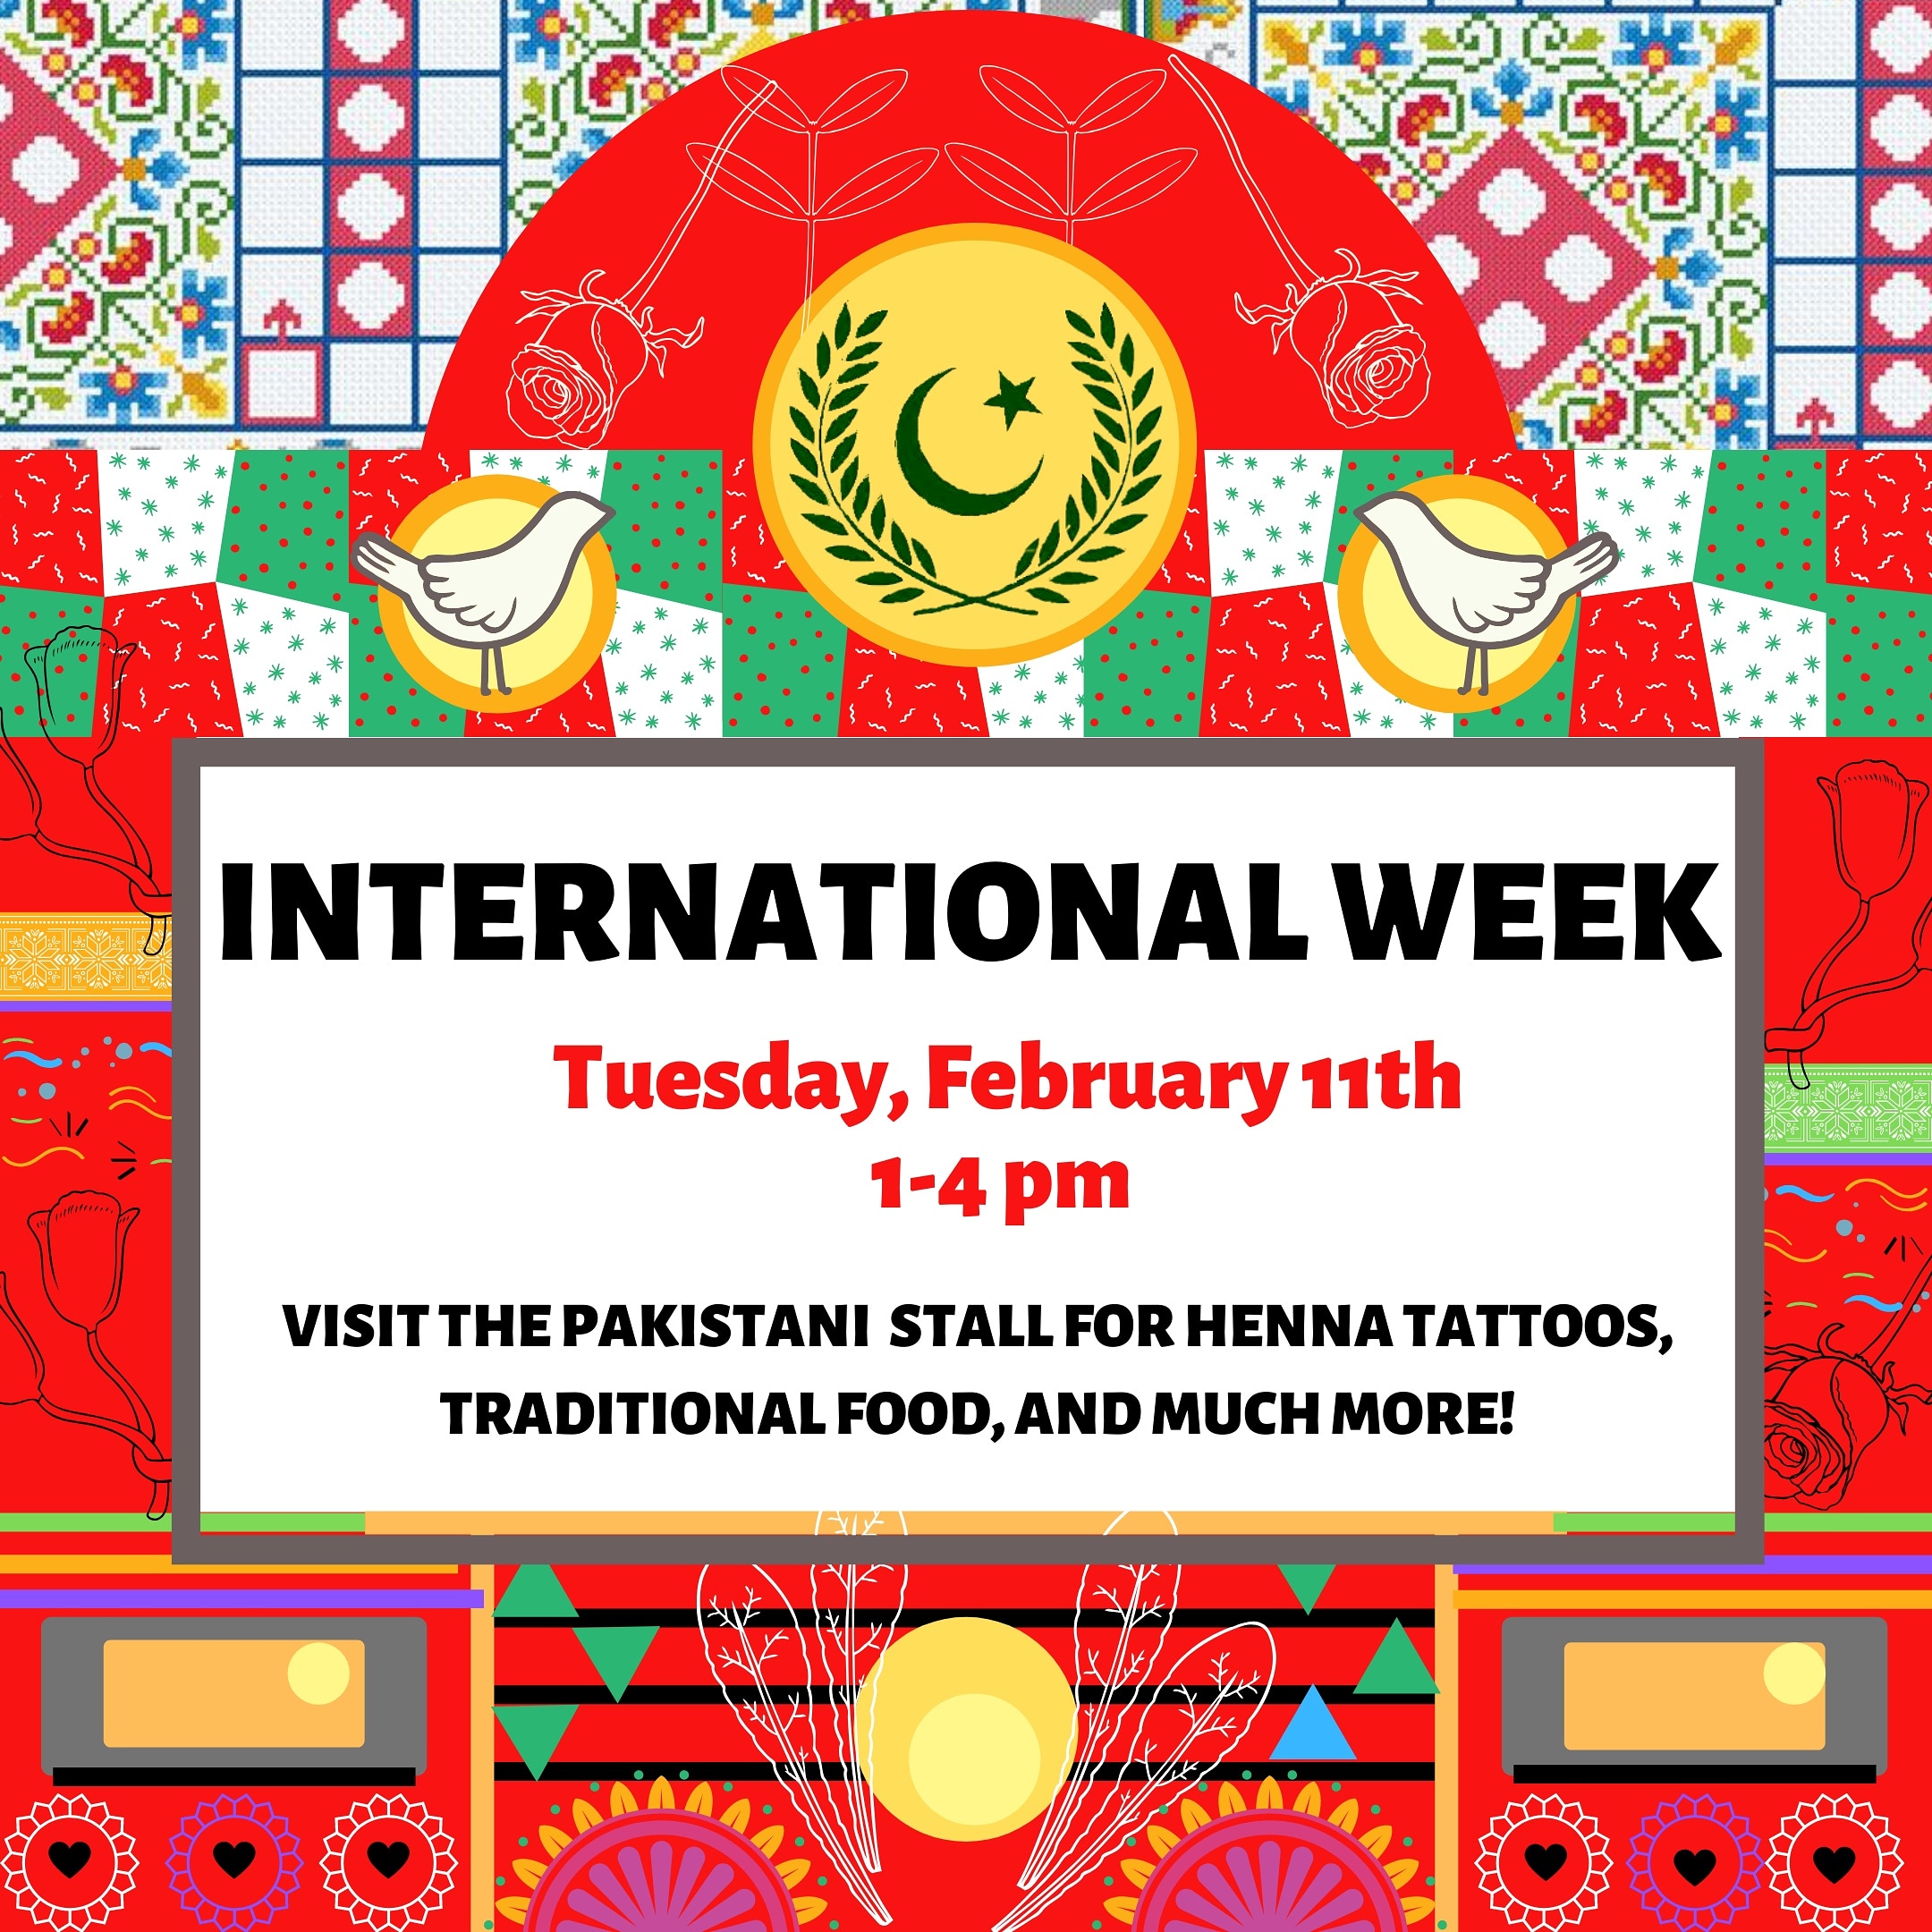 INTERNATIONAL WEEK
Tuesday, February 11th
1-4 pm
VISIT THE PAKISTANI STALL FOR HENNA TATTOOS,
TRADITIONAL FOOD, AND MUCH MORE!